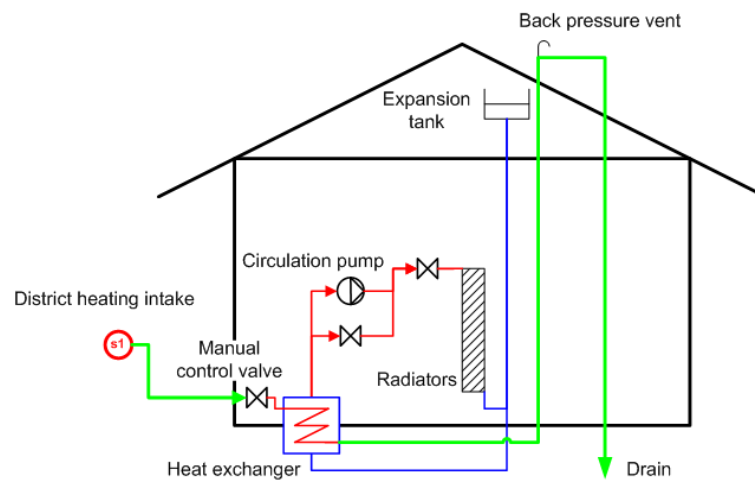 Back pressure vent
Expansion
tank
Circulation pump
District heating intake
s1
Manual
control valve
Radiators
Heat exchanger
Drain